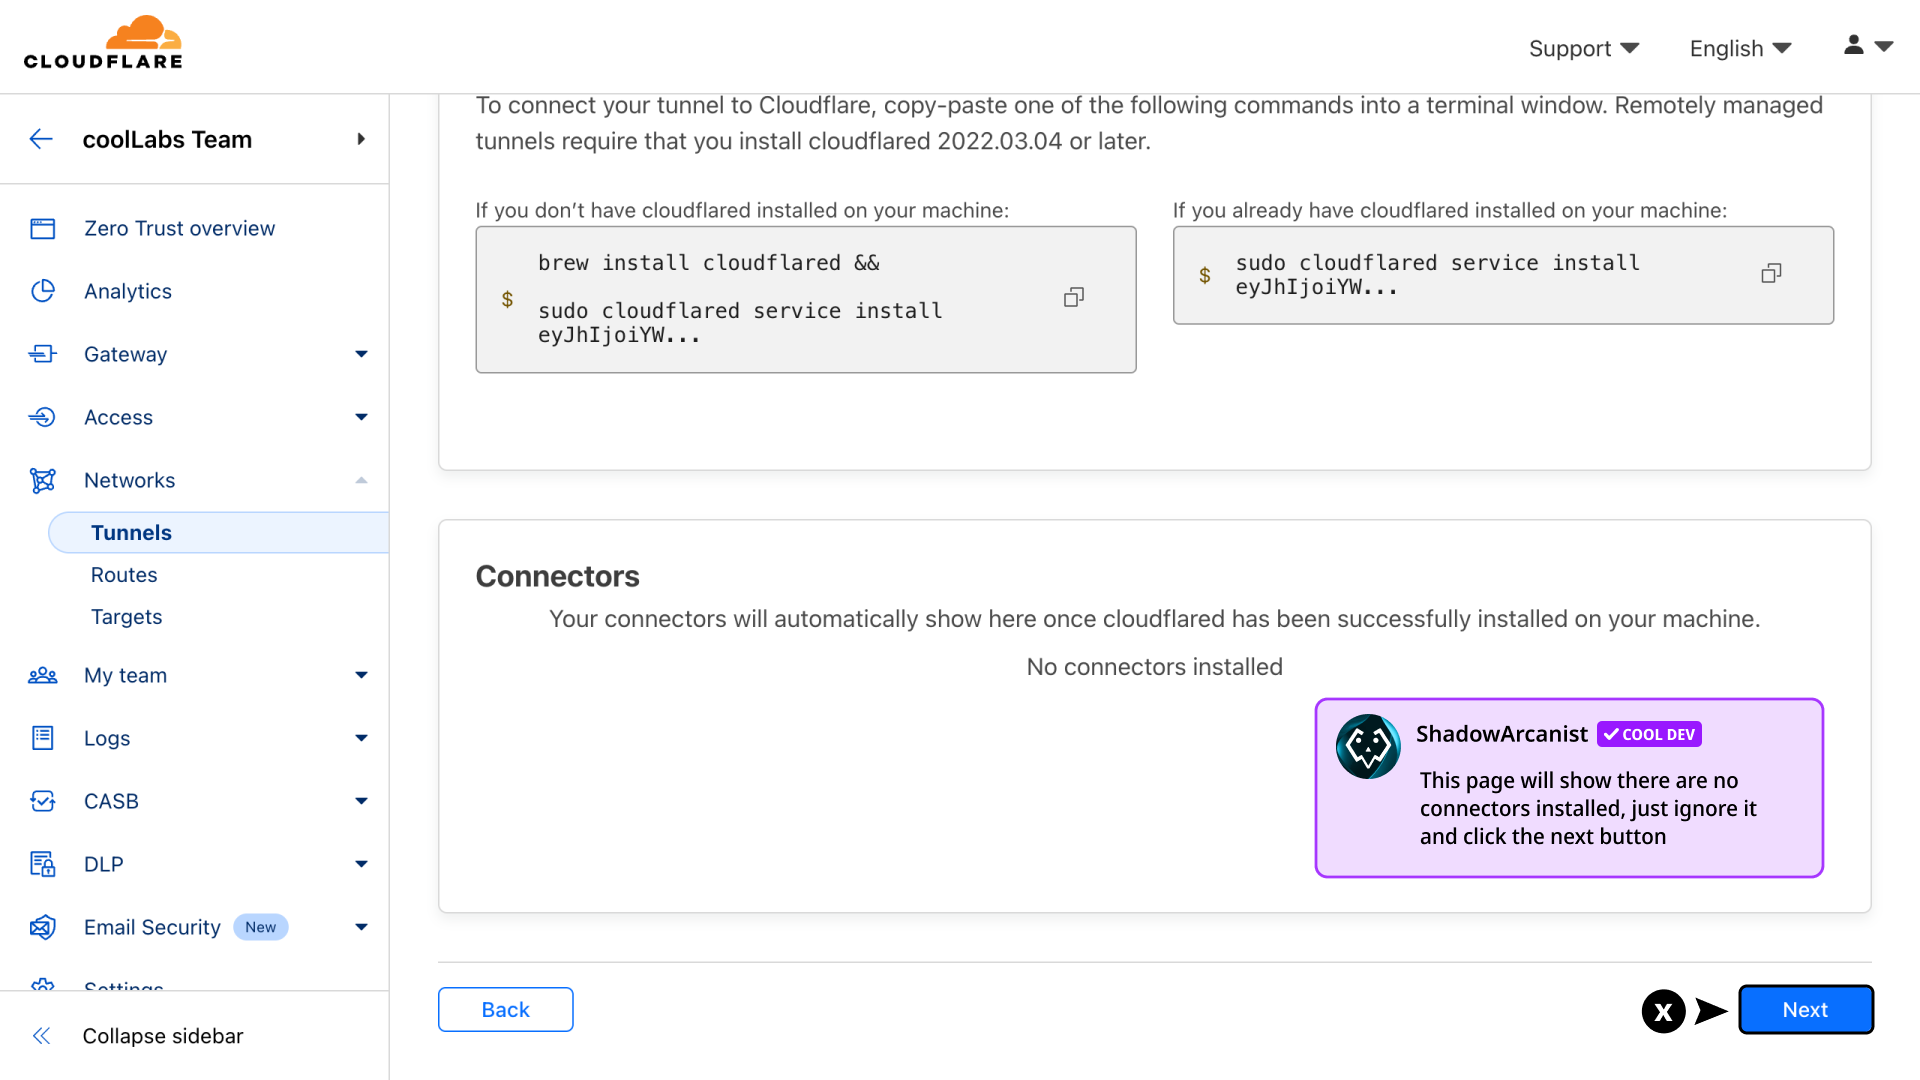 CLOUDFLARE
Support
English
coolLabs Team
Zero Trust overview
Analytics
Gateway
Access
Networks
Tunnels
Routes
Targets
My team
Logs
CASB
DLP
Email Security New
Settings
Collapse sidebar
To connect your tunnel to Cloudflare, copy-paste one of the following commands into a terminal window. Remotely managed
tunnels require that you install cloudflared 2022.03.04 or later.
If you don’t have cloudflared installed on your machine:
$
brew install cloudflared &&
sudo cloudflared service install
eyJhIjoiYW...
If you already have cloudflared installed on your machine:
$
sudo cloudflared service install
eyJhIjoiYW...
Connectors
Your connectors will automatically show here once cloudflared has been successfully installed on your machine.
No connectors installed
ShadowArcanist COOL DEV
This page will show there are no
connectors installed, just ignore it
and click the next button
Back
X
Next